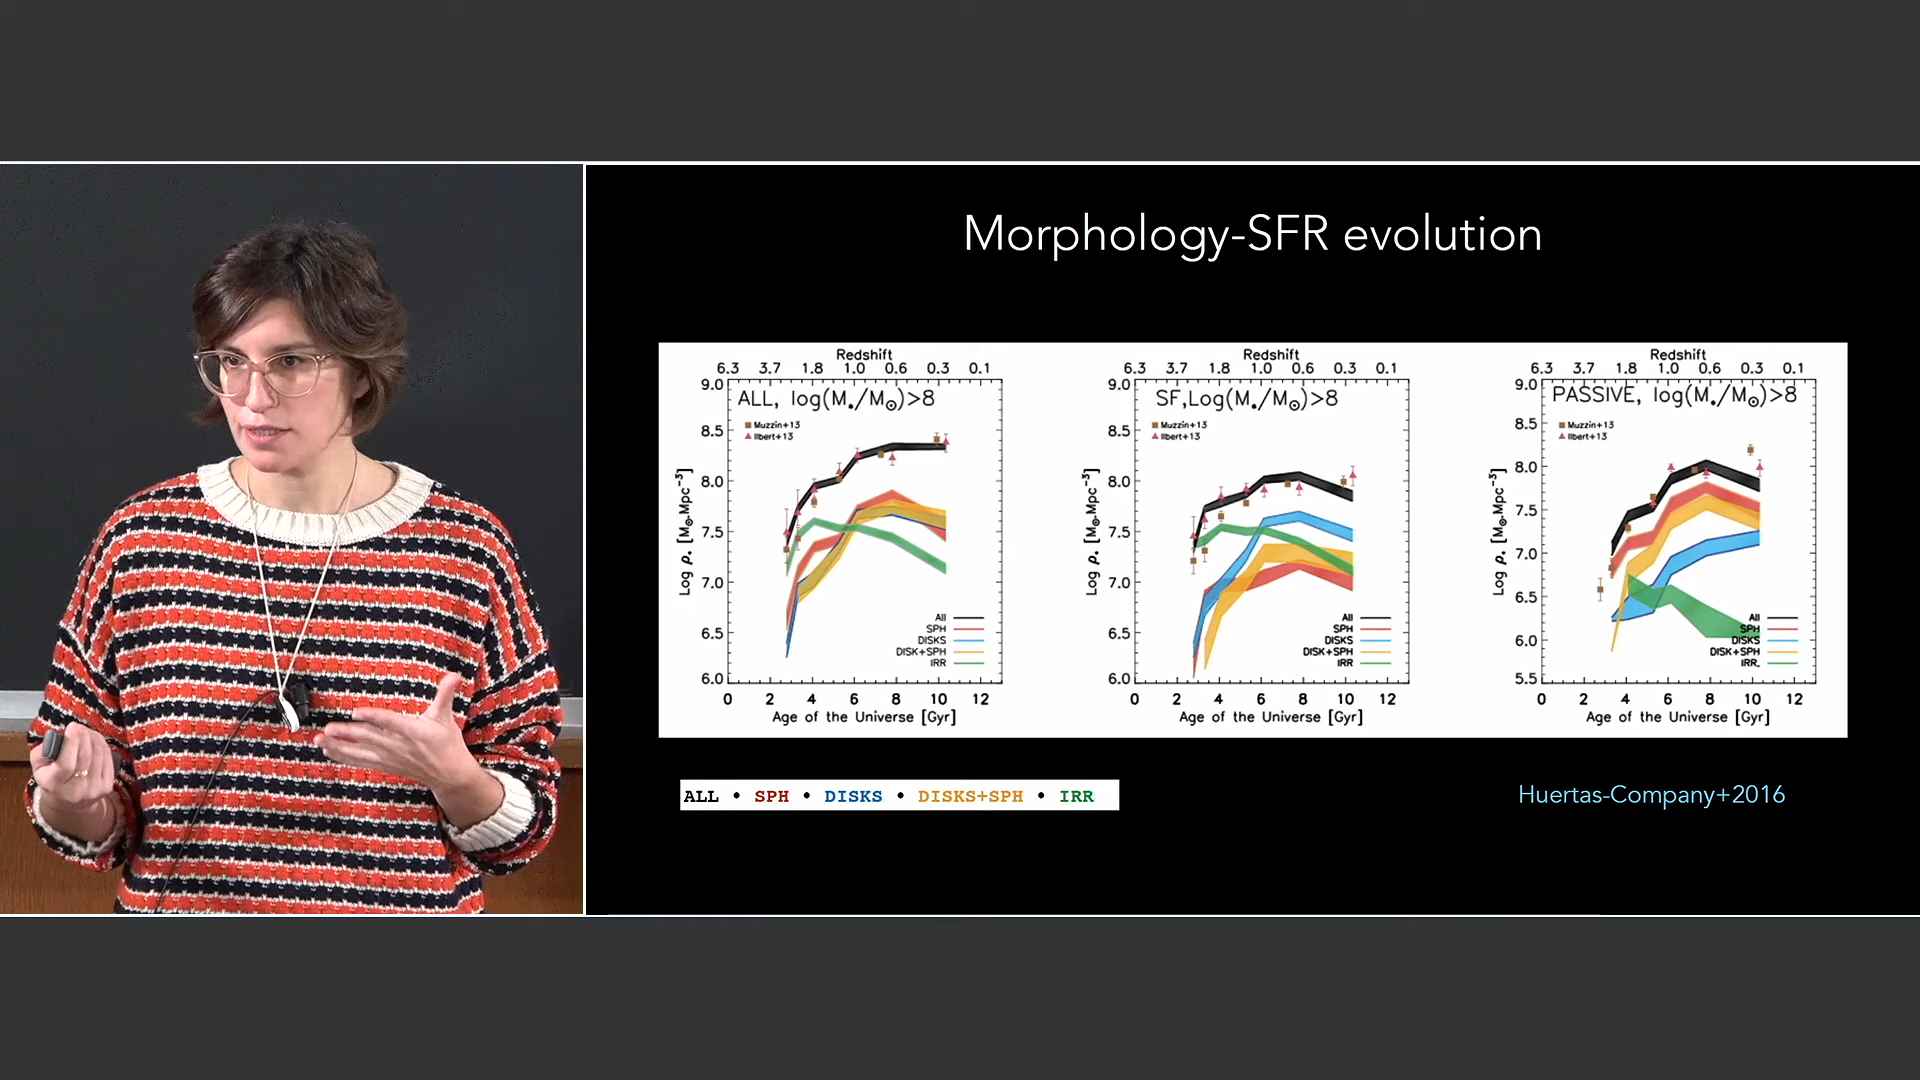 Morphology-SFR evolution
Redshift
6.3 3.7 1.8 1.0 0.6 0.3 0.1
9.0
ALL, log(M⁎/M⊙)>8
Muzzin+13
Ilbert+13
8.5
8.0
7.5
7.0
6.5
6.0
Log ρ⁎ [M⊙Mpc⁻³]
All
SPH
DISKS
DISK+SPH
IRR
0 2 4 6 8 10 12
Age of the Universe [Gyr]
Redshift
6.3 3.7 1.8 1.0 0.6 0.3 0.1
9.0
SF,Log(M⁎/M⊙)>8
Muzzin+13
Ilbert+13
8.5
8.0
7.5
7.0
6.5
6.0
Log ρ⁎ [M⊙Mpc⁻³]
All
SPH
DISKS
DISK+SPH
IRR
0 2 4 6 8 10 12
Age of the Universe [Gyr]
Redshift
6.3 3.7 1.8 1.0 0.6 0.3 0.1
9.0
PASSIVE, log(M⁎/M⊙)>8
Muzzin+13
Ilbert+13
8.5
8.0
7.5
7.0
6.5
6.0
5.5
Log ρ⁎ [M⊙Mpc⁻³]
All
SPH
DISKS
DISK+SPH
IRR.
0 2 4 6 8 10 12
Age of the Universe [Gyr]
ALL • SPH • DISKS • DISKS+SPH • IRR
Huertas-Company+2016